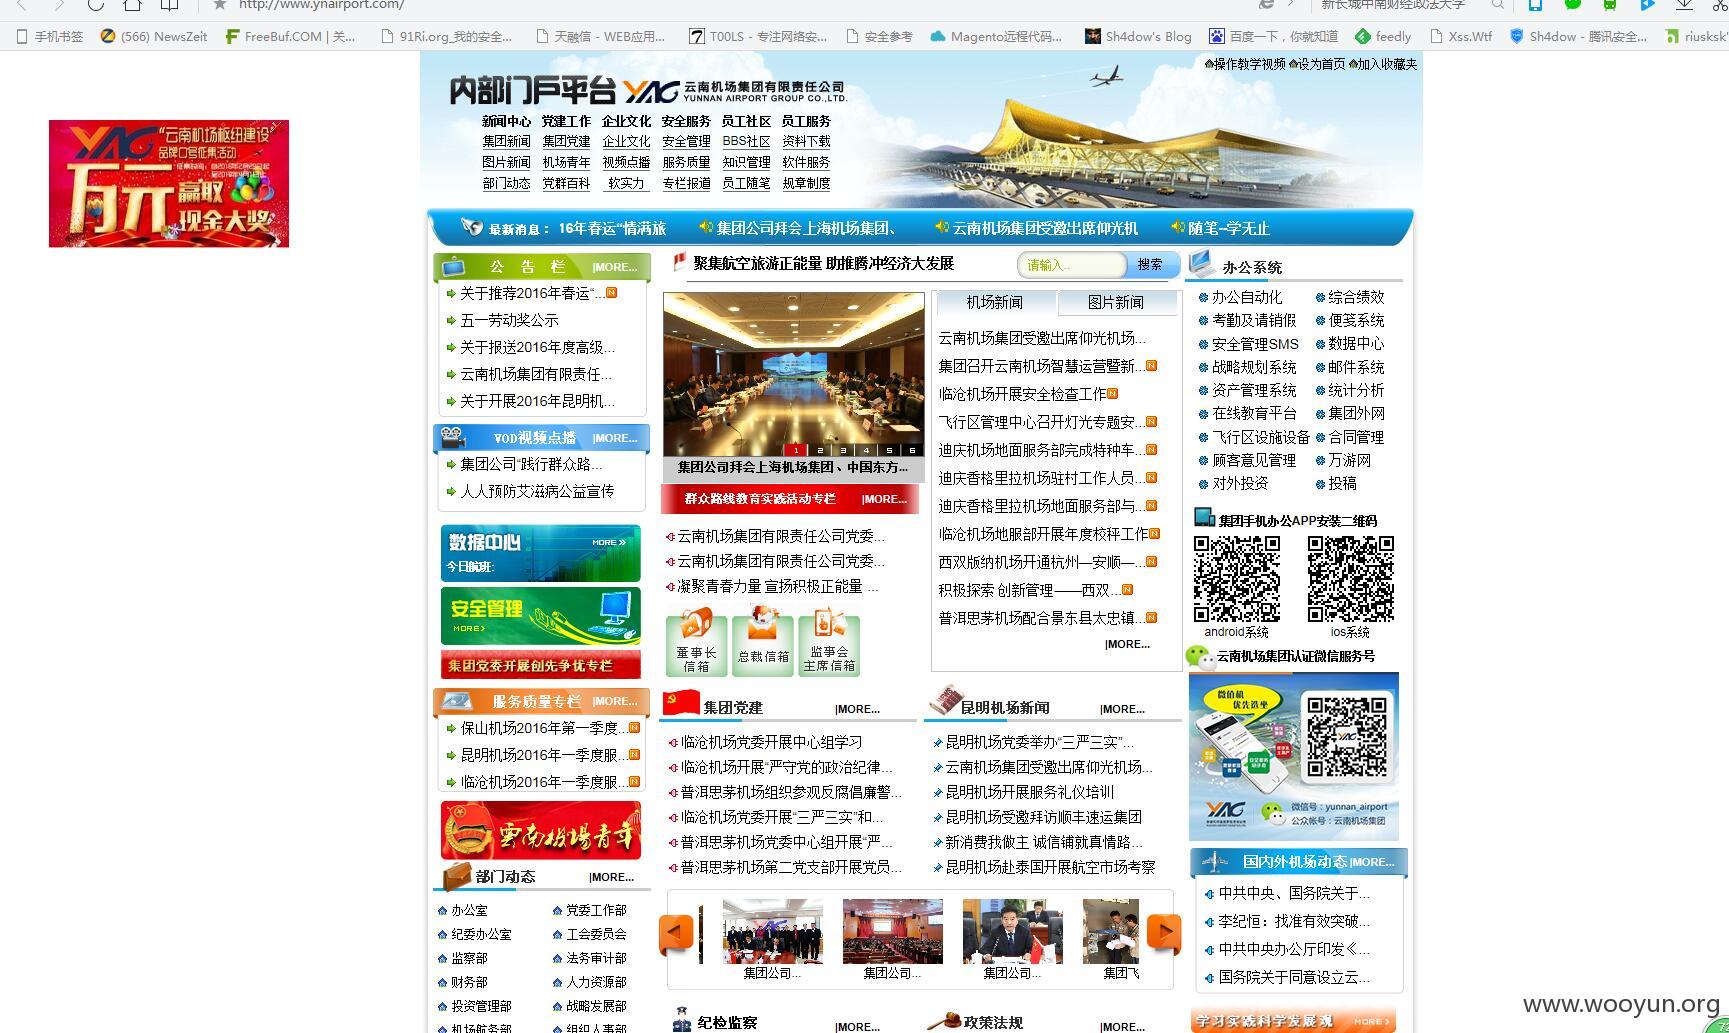 http://www.ynairport.com/
新长城中南财经政法大学
手机书签
(566) NewsZeit
FreeBuf.COM | 关...
91Ri.org_我的安全...
天融信 - WEB应用...
T00LS - 专注网络安...
安全参考
Magento远程代码...
Sh4dow's Blog
百度一下，你就知道
feedly
Xss.Wtf
Sh4dow - 腾讯安全...
riusksk'
操作教学视频 设为首页 加入收藏夹
内部门户平台 YAG 云南机场集团有限责任公司
YUNNAN AIRPORT GROUP CO.,LTD.
新闻中心 党建工作 企业文化 安全服务 员工社区 员工服务
集团新闻 集团党建 企业文化 安全管理 BBS社区 资料下载
图片新闻 机场青年 视频点播 服务质量 知识管理 软件服务
部门动态 党群百科 软实力 专栏报道 员工随笔 规章制度
YAG “云南机场枢纽建设”
品牌口号征集活动
万元 赢取
现金大奖
最新消息： 16年春运“情满旅 集团公司拜会上海机场集团、 云南机场集团受邀出席仰光机 随笔--学无止
公 告 栏 |MORE...
关于推荐2016年春运“...
五一劳动奖公示
关于报送2016年度高级...
云南机场集团有限责任...
关于开展2016年昆明机...
VOD视频点播 |MORE...
集团公司“践行群众路...
人人预防艾滋病公益宣传
数据中心 MORE
今日航班:
安全管理
MORE>
集团党委开展创先争优专栏
服务质量专栏 |MORE...
保山机场2016年第一季度...
昆明机场2016年一季度服...
临沧机场2016年一季度服...
云南机场青年
部门动态 |MORE...
办公室 党委工作部
纪委办公室 工会委员会
监察部 法务审计部
财务部 人力资源部
投资管理部 战略发展部
机场航务部 组织人事部
聚集航空旅游正能量 助推腾冲经济大发展
请输入.. 搜索
1 2 3 4 5 6
集团公司拜会上海机场集团、中国东方...
群众路线教育实践活动专栏 |MORE...
云南机场集团有限责任公司党委...
云南机场集团有限责任公司党委...
凝聚青春力量 宣扬积极正能量 ...
董事长
信箱
总裁信箱
监事会
主席信箱
机场新闻 图片新闻
云南机场集团受邀出席仰光机场...
集团召开云南机场智慧运营暨新...
临沧机场开展安全检查工作
飞行区管理中心召开灯光专题安...
迪庆机场地面服务部完成特种车...
迪庆香格里拉机场驻村工作人员...
迪庆香格里拉机场地面服务部与...
临沧机场地服部开展年度校秤工作
西双版纳机场开通杭州—安顺—...
积极探索 创新管理——西双...
普洱思茅机场配合景东县太忠镇...
|MORE...
集团党建 |MORE...
临沧机场党委开展中心组学习
临沧机场开展“严守党的政治纪律...
普洱思茅机场组织参观反腐倡廉警...
临沧机场党委开展“三严三实”和...
普洱思茅机场党委中心组开展“严...
普洱思茅机场第二党支部开展党员...
昆明机场新闻 |MORE...
昆明机场党委举办“三严三实”...
云南机场集团受邀出席仰光机场...
昆明机场开展服务礼仪培训
昆明机场受邀拜访顺丰速运集团
新消费我做主 诚信铺就真情路...
昆明机场赴泰国开展航空市场考察
集团公司... 集团公司... 集团公司... 集团飞
纪检监察 |MORE...
政策法规 |MORE...
办公系统
办公自动化 综合绩效
考勤及请销假 便笺系统
安全管理SMS 数据中心
战略规划系统 邮件系统
资产管理系统 统计分析
在线教育平台 集团外网
飞行区设施设备 合同管理
顾客意见管理 万游网
对外投资 投稿
集团手机办公APP安装二维码
android系统 ios系统
云南机场集团认证微信服务号
微值机
优先选坐
YAG
微信号：yunnan_airport
公众帐号：云南机场集团
国内外机场动态 |MORE...
中共中央、国务院关于...
李纪恒：找准有效突破...
中共中央办公厅印发《...
国务院关于同意设立云...
学习实践科学发展观 MORE >
www.wooyun.org